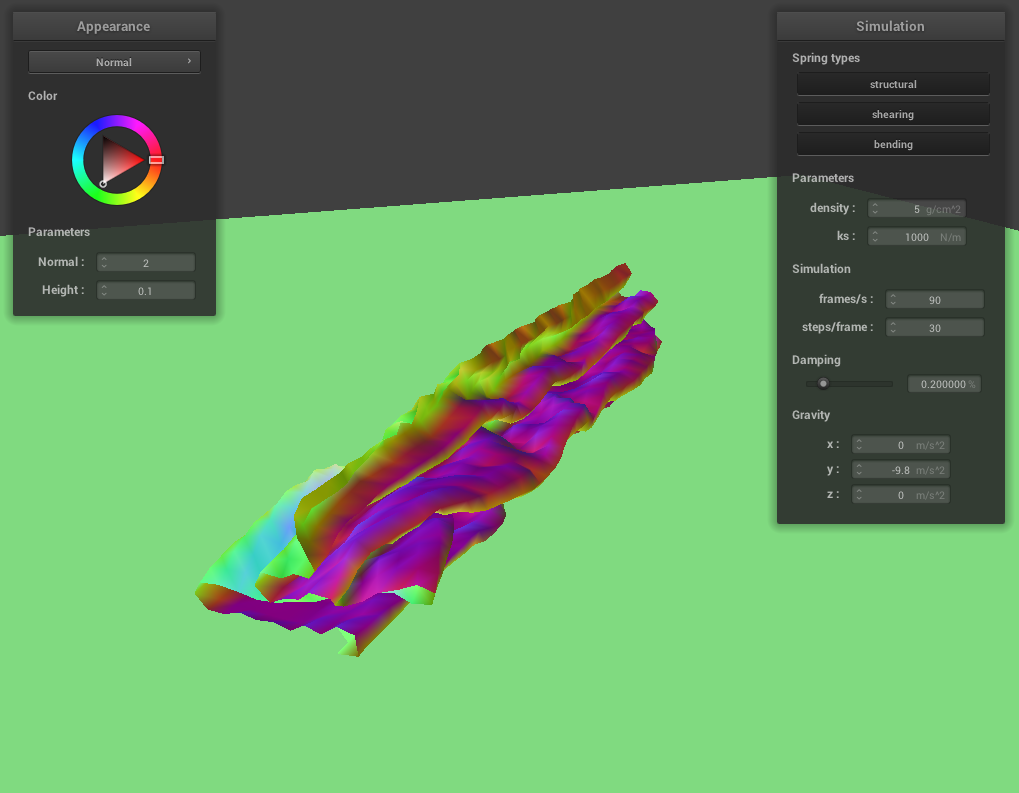 Appearance
Normal
Color
Parameters
Normal : 2
Height : 0.1
Simulation
Spring types
structural
shearing
bending
Parameters
density : 5 g/cm^2
ks : 1000 N/m
Simulation
frames/s : 90
steps/frame : 30
Damping
0.200000 %
Gravity
x : 0 m/s^2
y : -9.8 m/s^2
z : 0 m/s^2